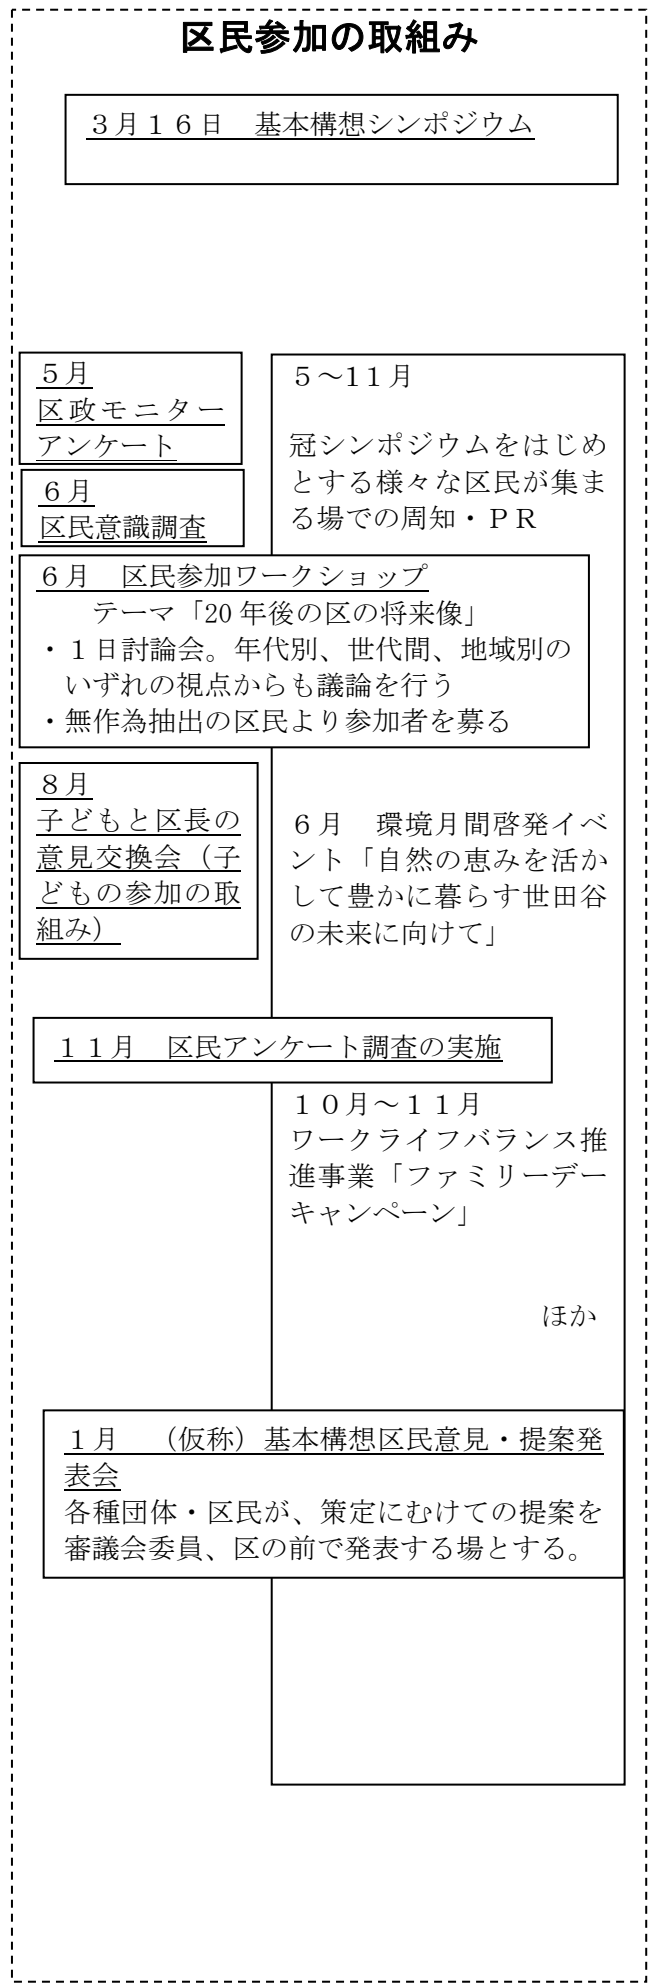 区民参加の取組み
３月１６日　基本構想シンポジウム
５月
区政モニター
アンケート
６月
区民意識調査
５～11月
冠シンポジウムをはじめ
とする様々な区民が集ま
る場での周知・ＰＲ
６月　区民参加ワークショップ
テーマ「20年後の区の将来像」
・１日討論会。年代別、世代間、地域別の
いずれの視点からも議論を行う
・無作為抽出の区民より参加者を募る
８月
子どもと区長の
意見交換会（子
どもの参加の取
組み）
６月　環境月間啓発イベ
ント「自然の恵みを活か
して豊かに暮らす世田谷
の未来に向けて」
１１月　区民アンケート調査の実施
１０月～１１月
ワークライフバランス推
進事業「ファミリーデー
キャンペーン」
ほか
１月　（仮称）基本構想区民意見・提案発
表会
各種団体・区民が、策定にむけての提案を
審議会委員、区の前で発表する場とする。